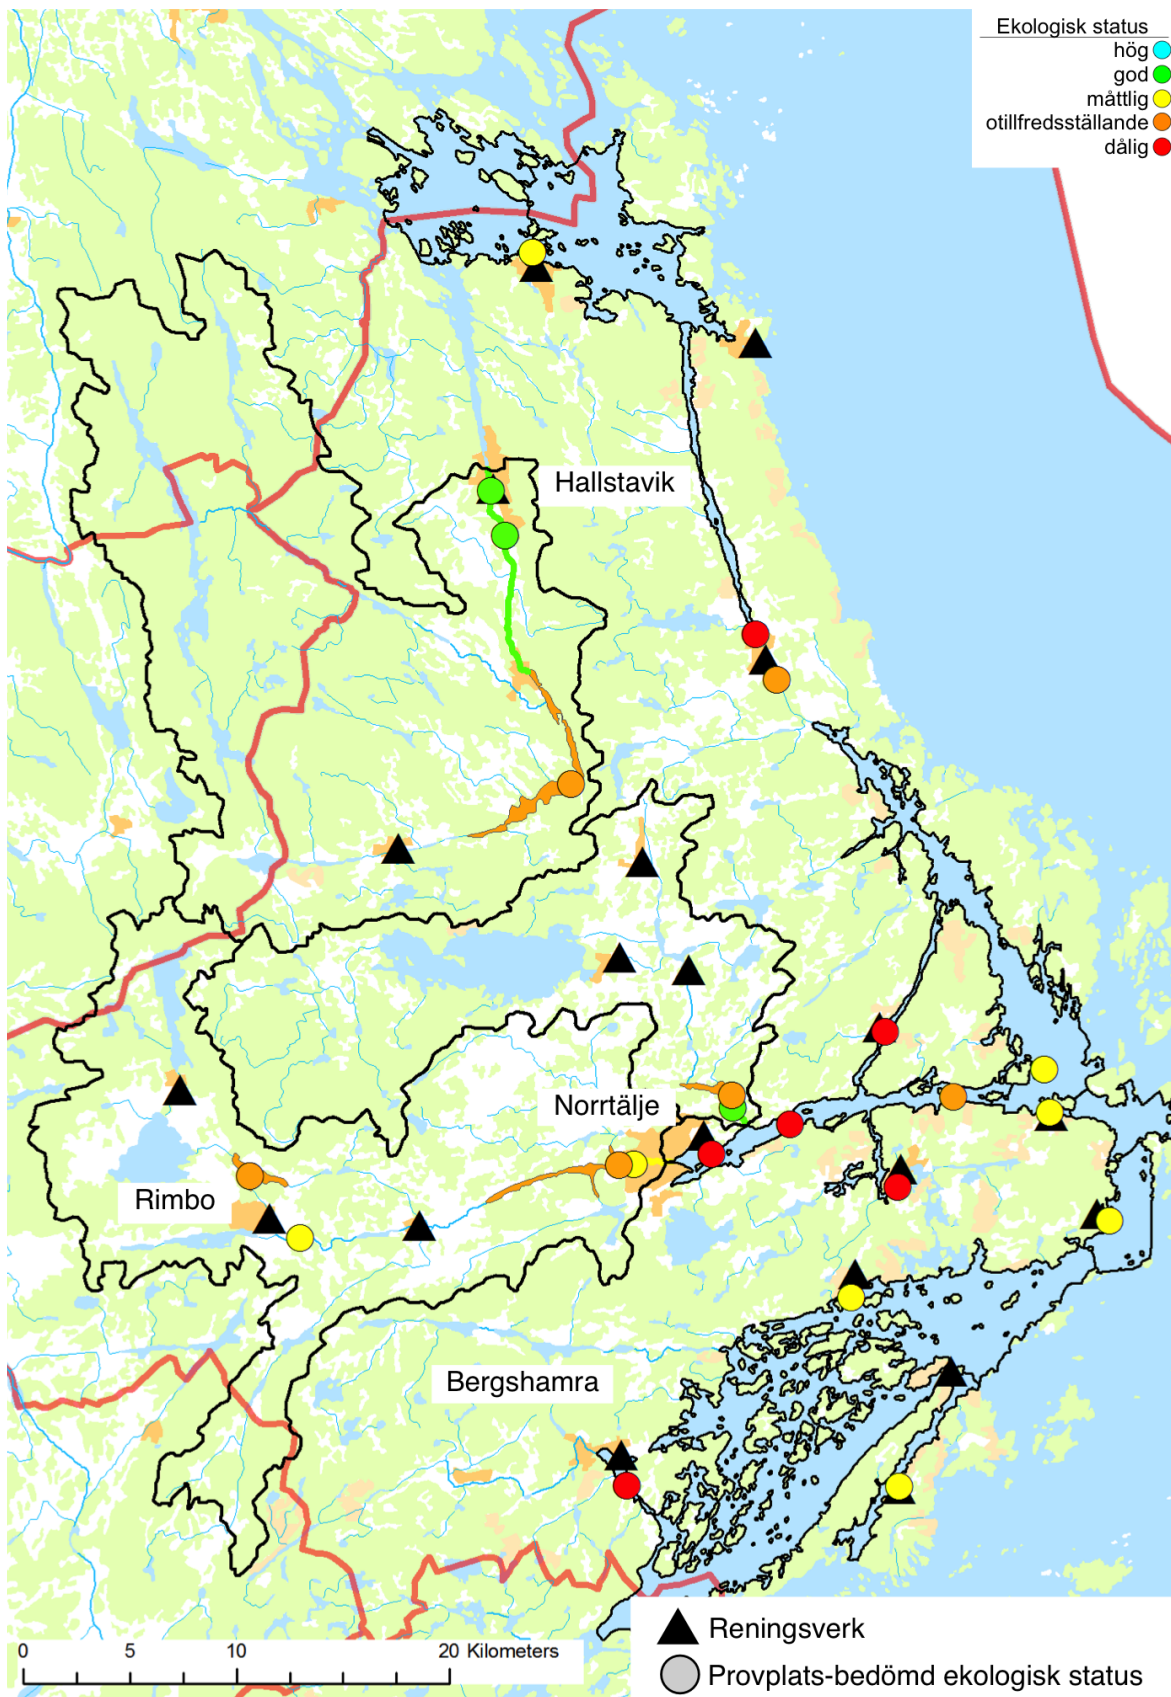 Ekologisk status
hög
god
måttlig
otillfredsställande
dålig
Hallstavik
Norrtälje
Rimbo
Bergshamra
0 5 10 20 Kilometers
Reningsverk
Provplats-bedömd ekologisk status